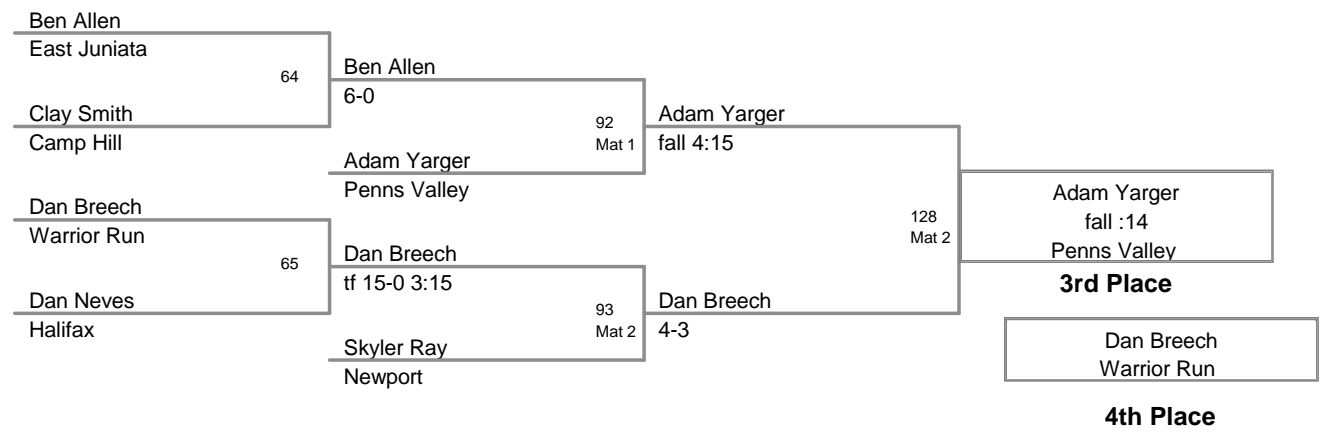 Ben Allen
East Juniata
64
Clay Smith
Camp Hill
Dan Breech
Warrior Run
65
Dan Neves
Halifax
Ben Allen
6-0
92
Mat 1
Adam Yarger
Penns Valley
Dan Breech
tf 15-0 3:15
93
Mat 2
Skyler Ray
Newport
Adam Yarger
fall 4:15
128
Mat 2
Dan Breech
4-3
Adam Yarger
fall :14
Penns Valley
3rd Place
Dan Breech
Warrior Run
4th Place